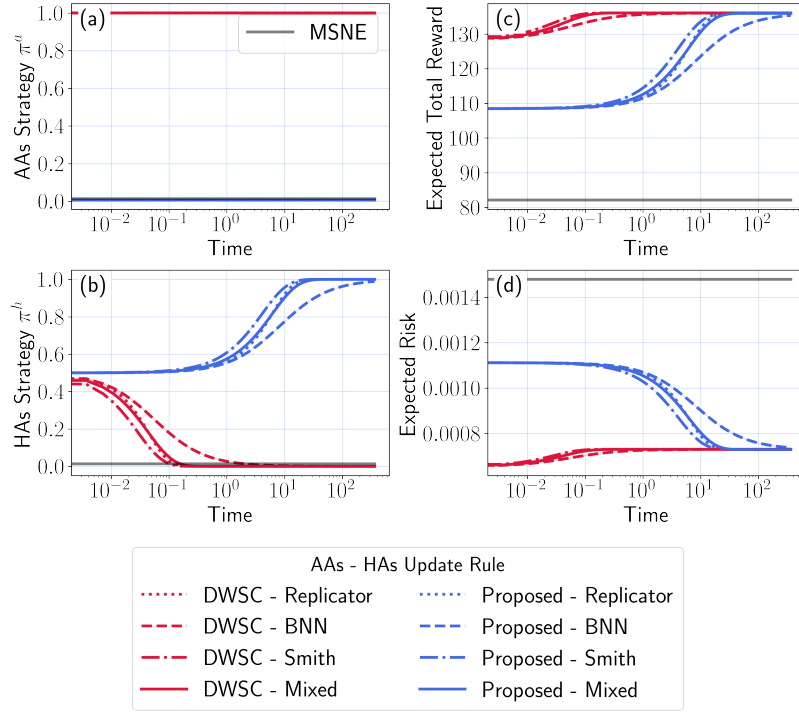 (a)
MSNE
AAs Strategy π^a
1.0
0.8
0.6
0.4
0.2
0.0
10^−2 10^−1 10^0 10^1 10^2
Time
(c)
Expected Total Reward
130
120
110
100
90
80
10^−2 10^−1 10^0 10^1 10^2
Time
(b)
HAs Strategy π^h
1.0
0.8
0.6
0.4
0.2
0.0
10^−2 10^−1 10^0 10^1 10^2
Time
(d)
Expected Risk
0.0014
0.0012
0.0010
0.0008
10^−2 10^−1 10^0 10^1 10^2
Time
AAs - HAs Update Rule
DWSC - Replicator
DWSC - BNN
DWSC - Smith
DWSC - Mixed
Proposed - Replicator
Proposed - BNN
Proposed - Smith
Proposed - Mixed